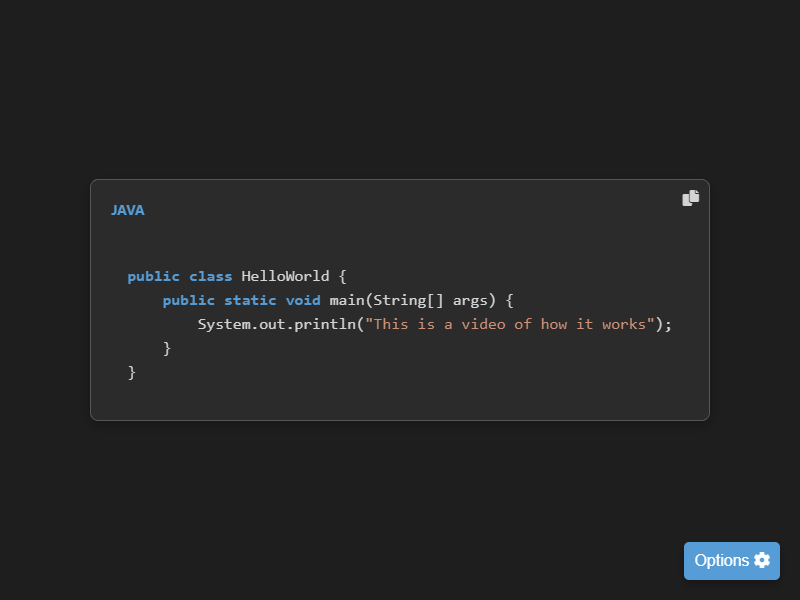 JAVA
public class HelloWorld {
    public static void main(String[] args) {
        System.out.println("This is a video of how it works");
    }
}
Options